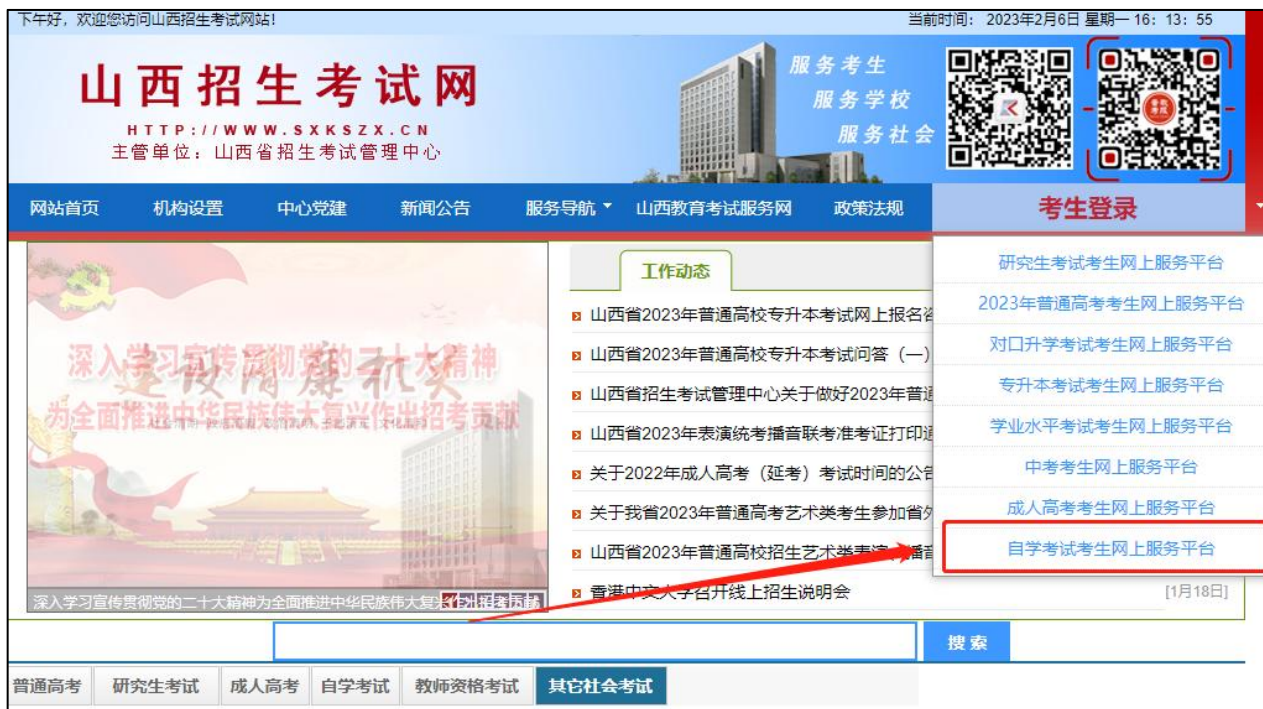 下午好，欢迎您访问山西招生考试网站！
当前时间： 2023年2月6日 星期一 16：13：55
山西招生考试网
HTTP://WWW.SXKSZX.CN
主管单位：山西省招生考试管理中心
服务考生
服务学校
服务社会
网站首页 机构设置 中心党建 新闻公告 服务导航 山西教育考试服务网 政策法规 考生登录
研究生考试考生网上服务平台
2023年普通高考考生网上服务平台
对口升学考试考生网上服务平台
专升本考试考生网上服务平台
学业水平考试考生网上服务平台
中考考生网上服务平台
成人高考考生网上服务平台
自学考试考生网上服务平台
深入学习宣传贯彻党的二十大精神
为全面推进中华民族伟大复兴作出招考贡献
建设清廉机关
深入学习宣传贯彻党的二十大精神为全面推进中华民族伟大复兴作出招考贡献
工作动态
山西省2023年普通高校专升本考试网上报名咨
山西省2023年普通高校专升本考试问答（一）
山西省招生考试管理中心关于做好2023年普通
山西省2023年表演统考播音联考准考证打印通
关于2022年成人高考（延考）考试时间的公告
关于我省2023年普通高考艺术类考生参加省外
山西省2023年普通高校招生艺术类表演、播音
香港中文大学召开线上招生说明会 [1月18日]
搜索
普通高考 研究生考试 成人高考 自学考试 教师资格考试 其它社会考试